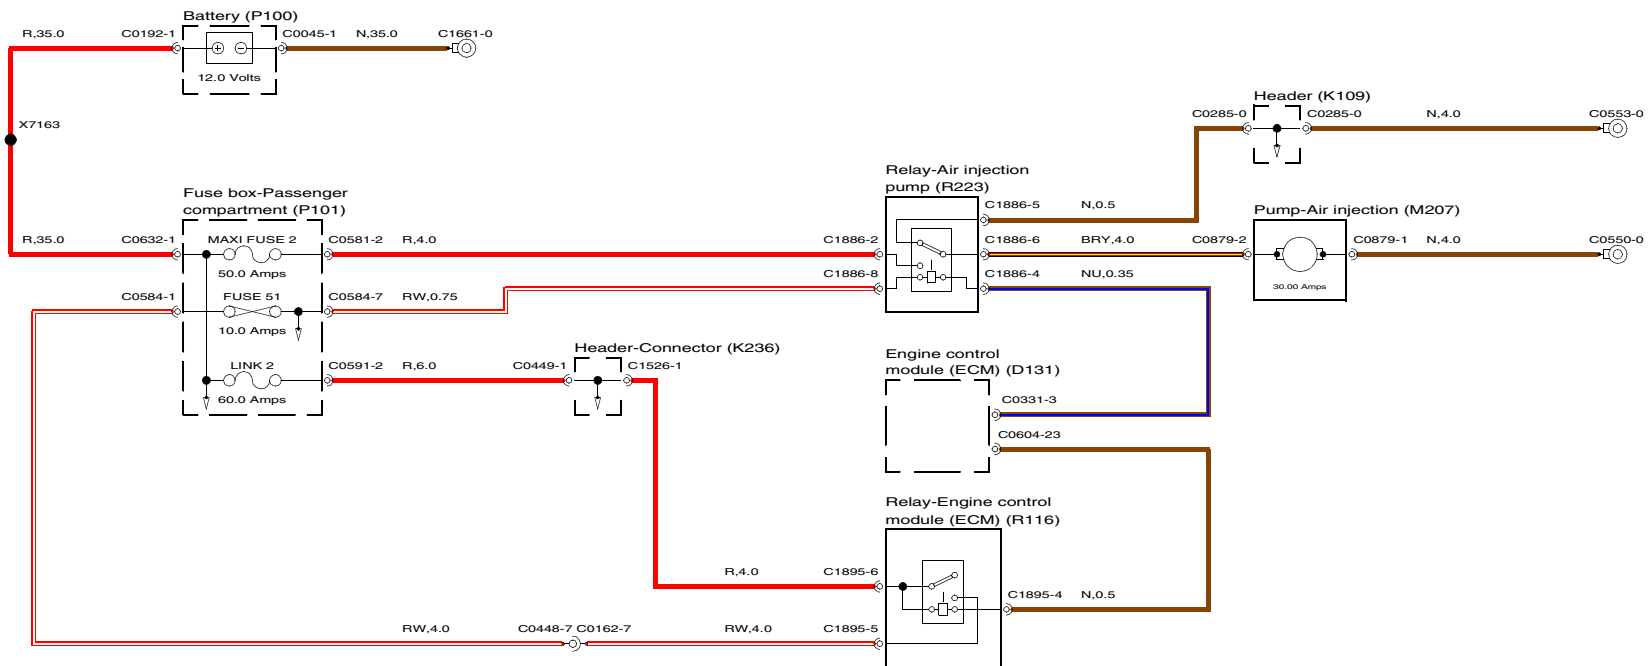 Battery (P100)
R,35.0 C0192-1 C0045-1 N,35.0 C1661-0
+ −
12.0 Volts
X7163
Header (K109)
C0285-0 C0285-0 N,4.0 C0553-0
Relay-Air injection
pump (R223)
Fuse box-Passenger
compartment (P101)
C1886-5 N,0.5
Pump-Air injection (M207)
R,35.0 C0632-1 MAXI FUSE 2 C0581-2 R,4.0 C1886-2 C1886-6 BRY,4.0 C0879-2 C0879-1 N,4.0 C0550-0
50.0 Amps
C1886-8 C1886-4 NU,0.35
30.00 Amps
C0584-1 FUSE 51 C0584-7 RW,0.75
10.0 Amps
Header-Connector (K236)
Engine control
module (ECM) (D131)
LINK 2 C0591-2 R,6.0 C0449-1 C1526-1
60.0 Amps
C0331-3
C0604-23
Relay-Engine control
module (ECM) (R116)
R,4.0 C1895-6
C1895-4 N,0.5
RW,4.0 C0448-7 C0162-7 RW,4.0 C1895-5